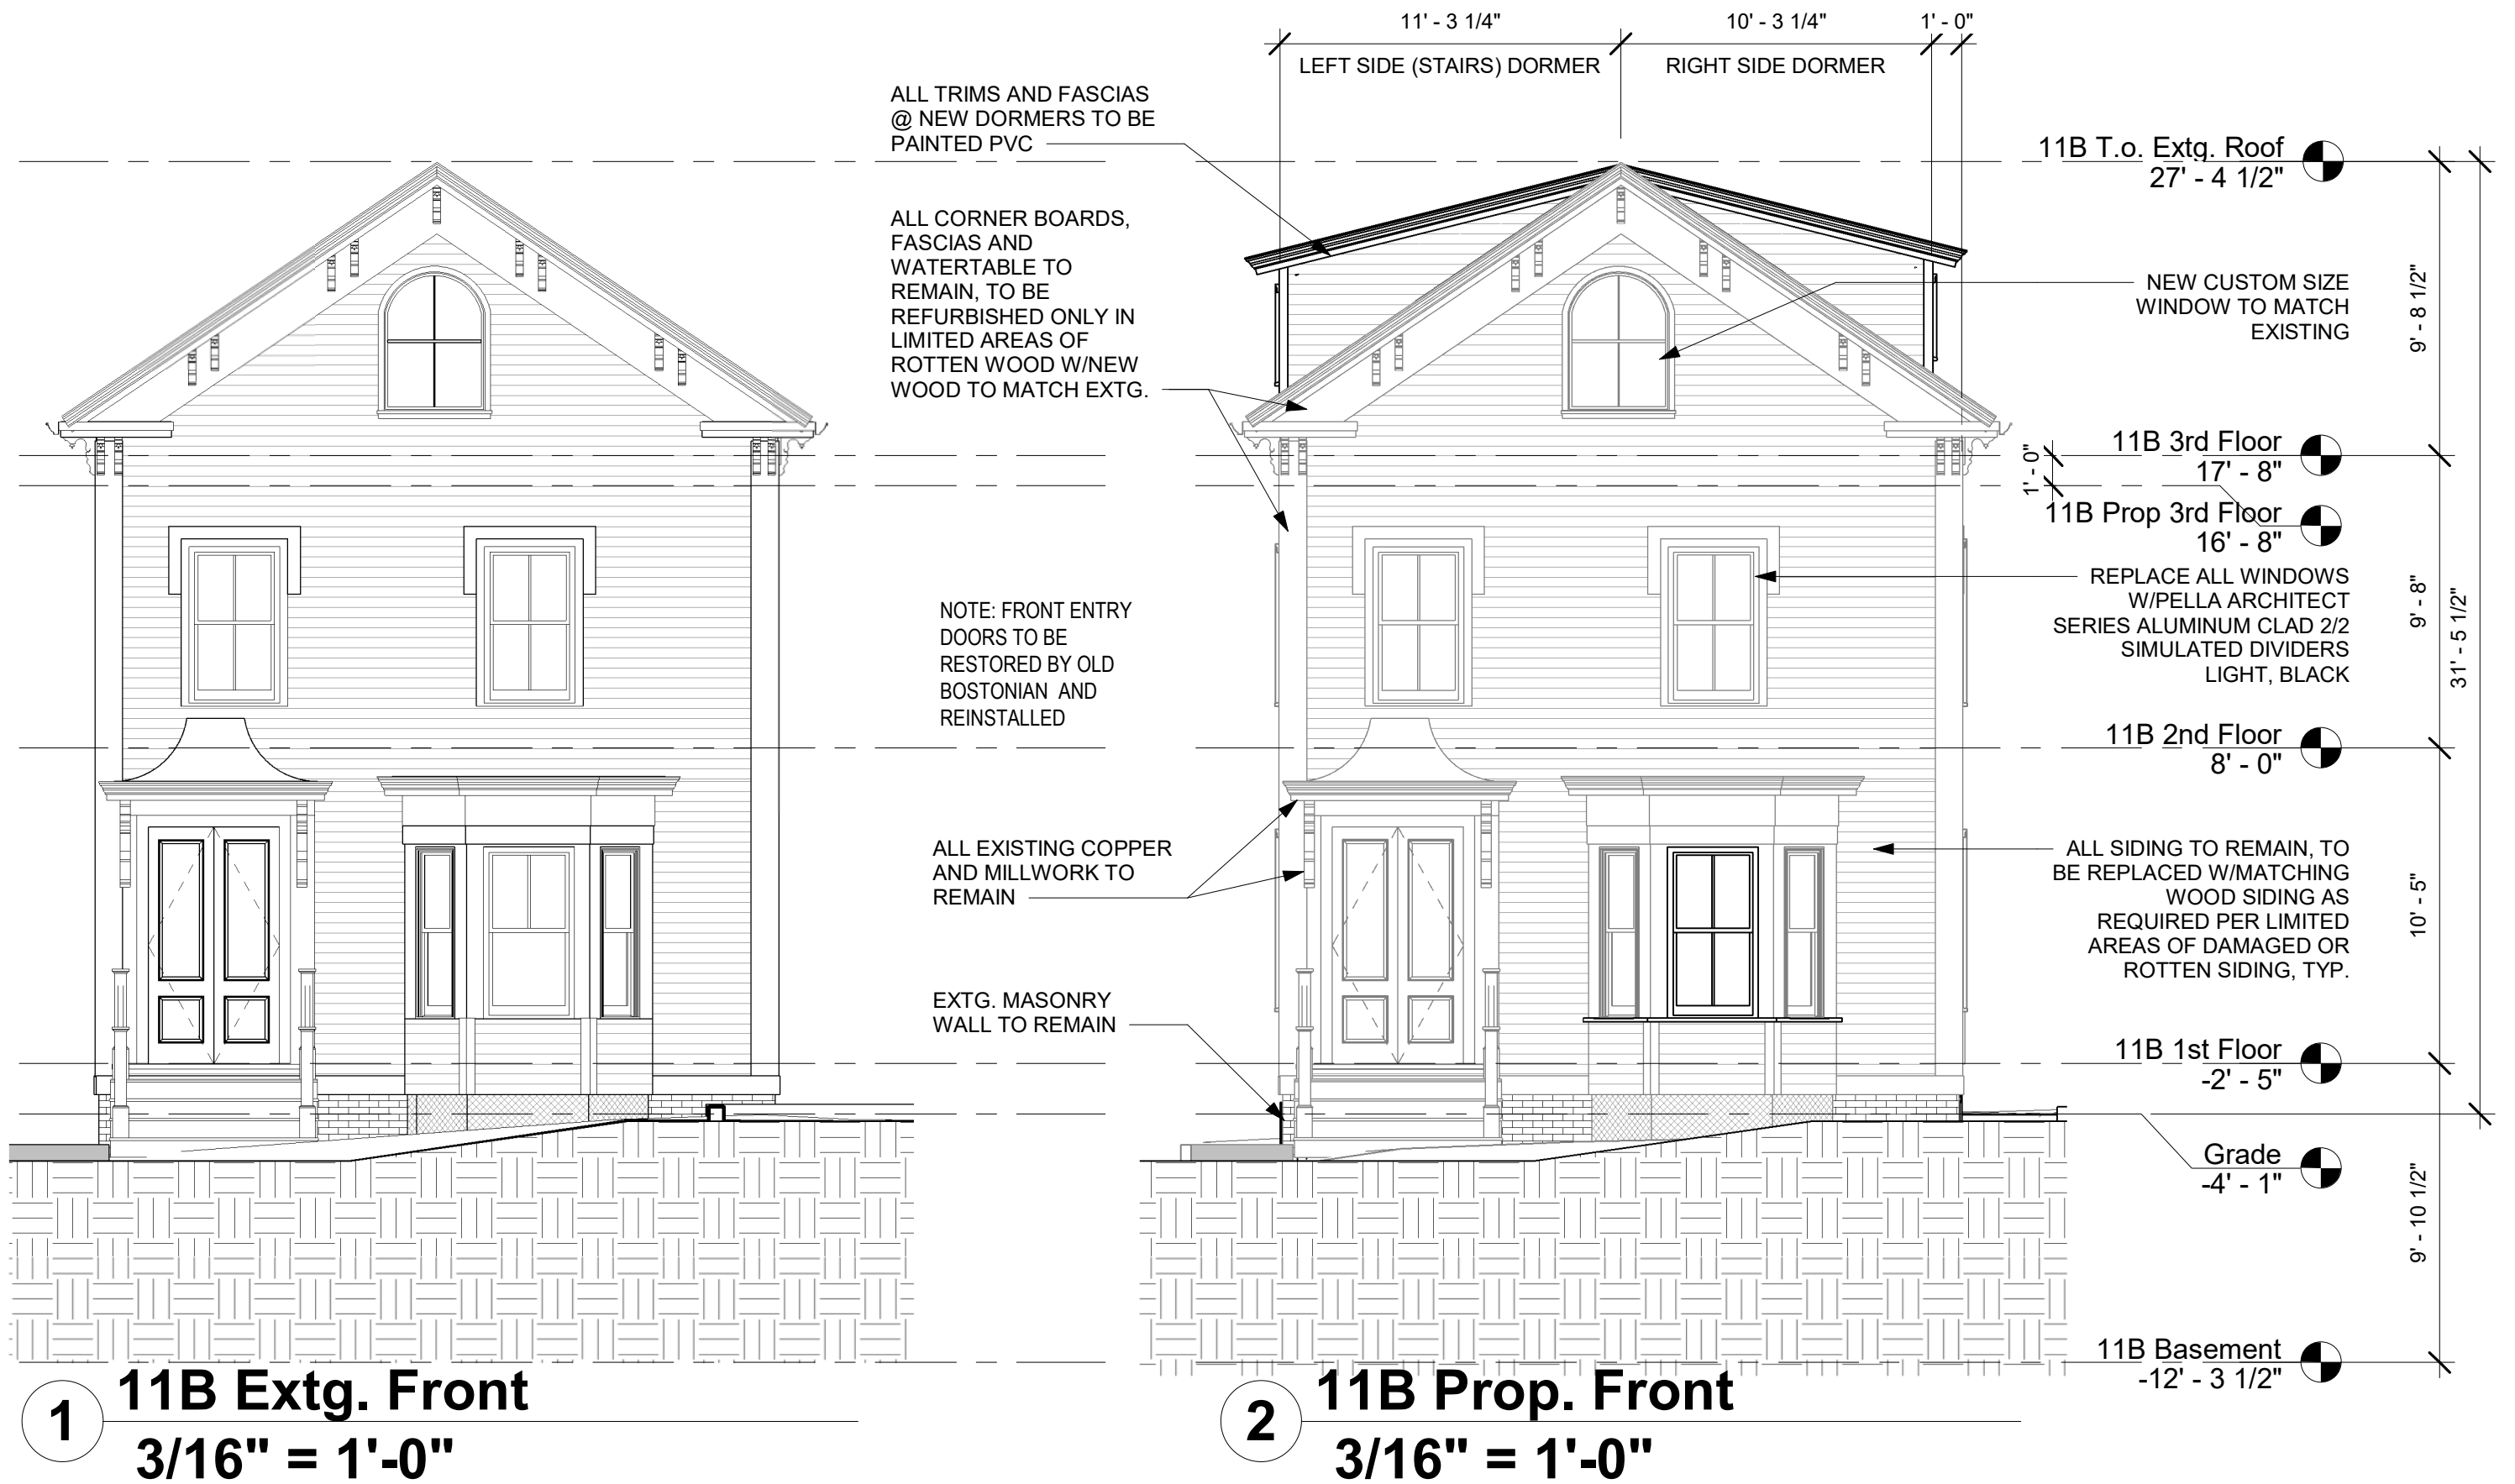 11' - 3 1/4"
10' - 3 1/4"
1' - 0"
LEFT SIDE (STAIRS) DORMER
RIGHT SIDE DORMER
ALL TRIMS AND FASCIAS
@ NEW DORMERS TO BE
PAINTED PVC
ALL CORNER BOARDS,
FASCIAS AND
WATERTABLE TO
REMAIN, TO BE
REFURBISHED ONLY IN
LIMITED AREAS OF
ROTTEN WOOD W/NEW
WOOD TO MATCH EXTG.
NOTE: FRONT ENTRY
DOORS TO BE
RESTORED BY OLD
BOSTONIAN AND
REINSTALLED
ALL EXISTING COPPER
AND MILLWORK TO
REMAIN
EXTG. MASONRY
WALL TO REMAIN
11B T.o. Extg. Roof
27' - 4 1/2"
NEW CUSTOM SIZE
WINDOW TO MATCH
EXISTING
11B 3rd Floor
17' - 8"
1' - 0"
11B Prop 3rd Floor
16' - 8"
REPLACE ALL WINDOWS
W/PELLA ARCHITECT
SERIES ALUMINUM CLAD 2/2
SIMULATED DIVIDERS
LIGHT, BLACK
11B 2nd Floor
8' - 0"
ALL SIDING TO REMAIN, TO
BE REPLACED W/MATCHING
WOOD SIDING AS
REQUIRED PER LIMITED
AREAS OF DAMAGED OR
ROTTEN SIDING, TYP.
11B 1st Floor
-2' - 5"
Grade
-4' - 1"
11B Basement
-12' - 3 1/2"
9' - 8 1/2"
9' - 8"
31' - 5 1/2"
10' - 5"
9' - 10 1/2"
1
11B Extg. Front
3/16" = 1'-0"
2
11B Prop. Front
3/16" = 1'-0"